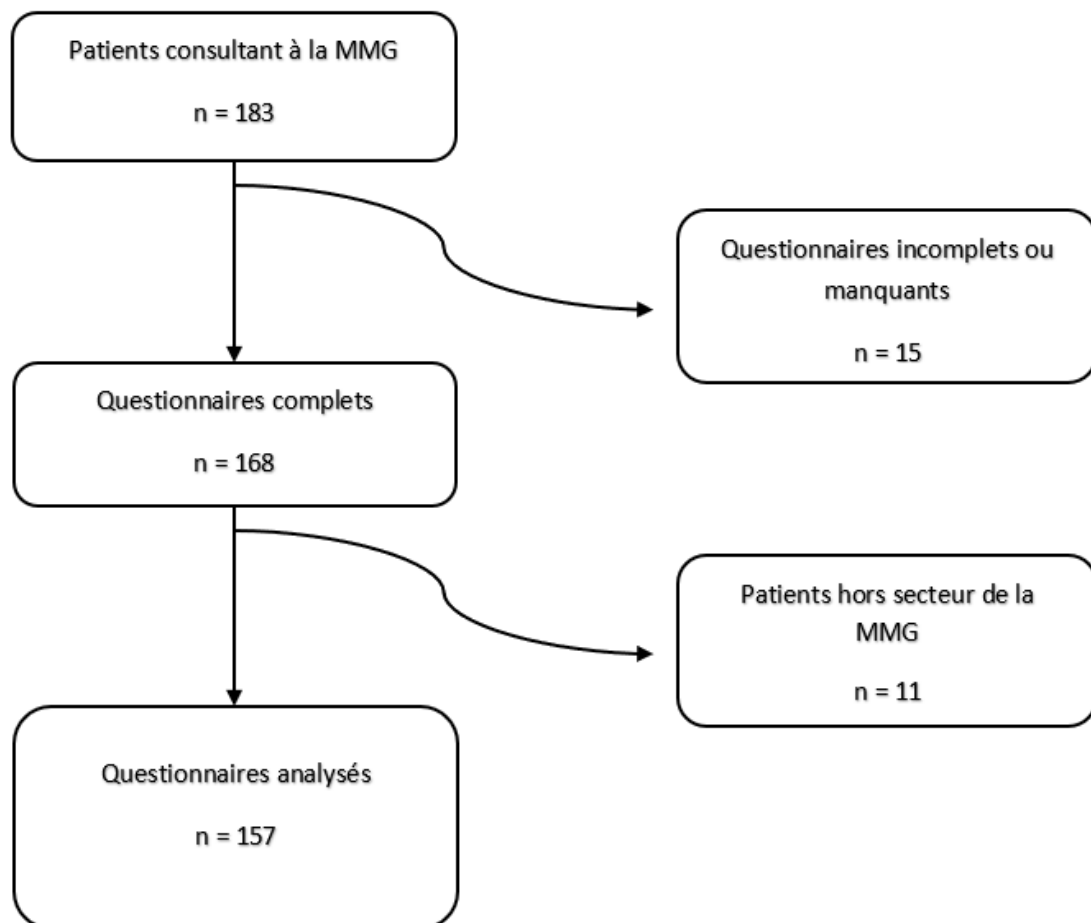 Patients consultant à la MMG
n = 183
Questionnaires incomplets ou
manquants
n = 15
Questionnaires complets
n = 168
Patients hors secteur de la
MMG
n = 11
Questionnaires analysés
n = 157